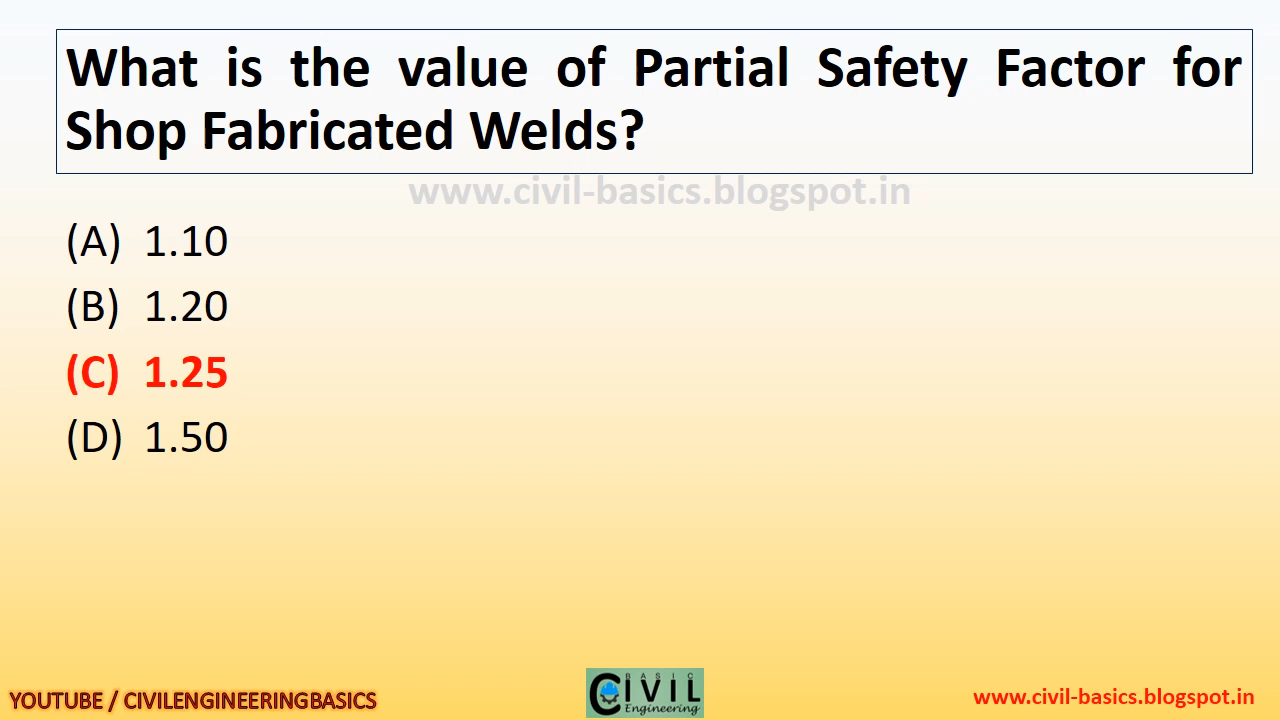 What is the value of Partial Safety Factor for
Shop Fabricated Welds?
www.civil-basics.blogspot.in
(A) 1.10
(B) 1.20
(C) 1.25
(D) 1.50
YOUTUBE / CIVILENGINEERINGBASICS
BASIC
CIVIL
Engineering
www.civil-basics.blogspot.in